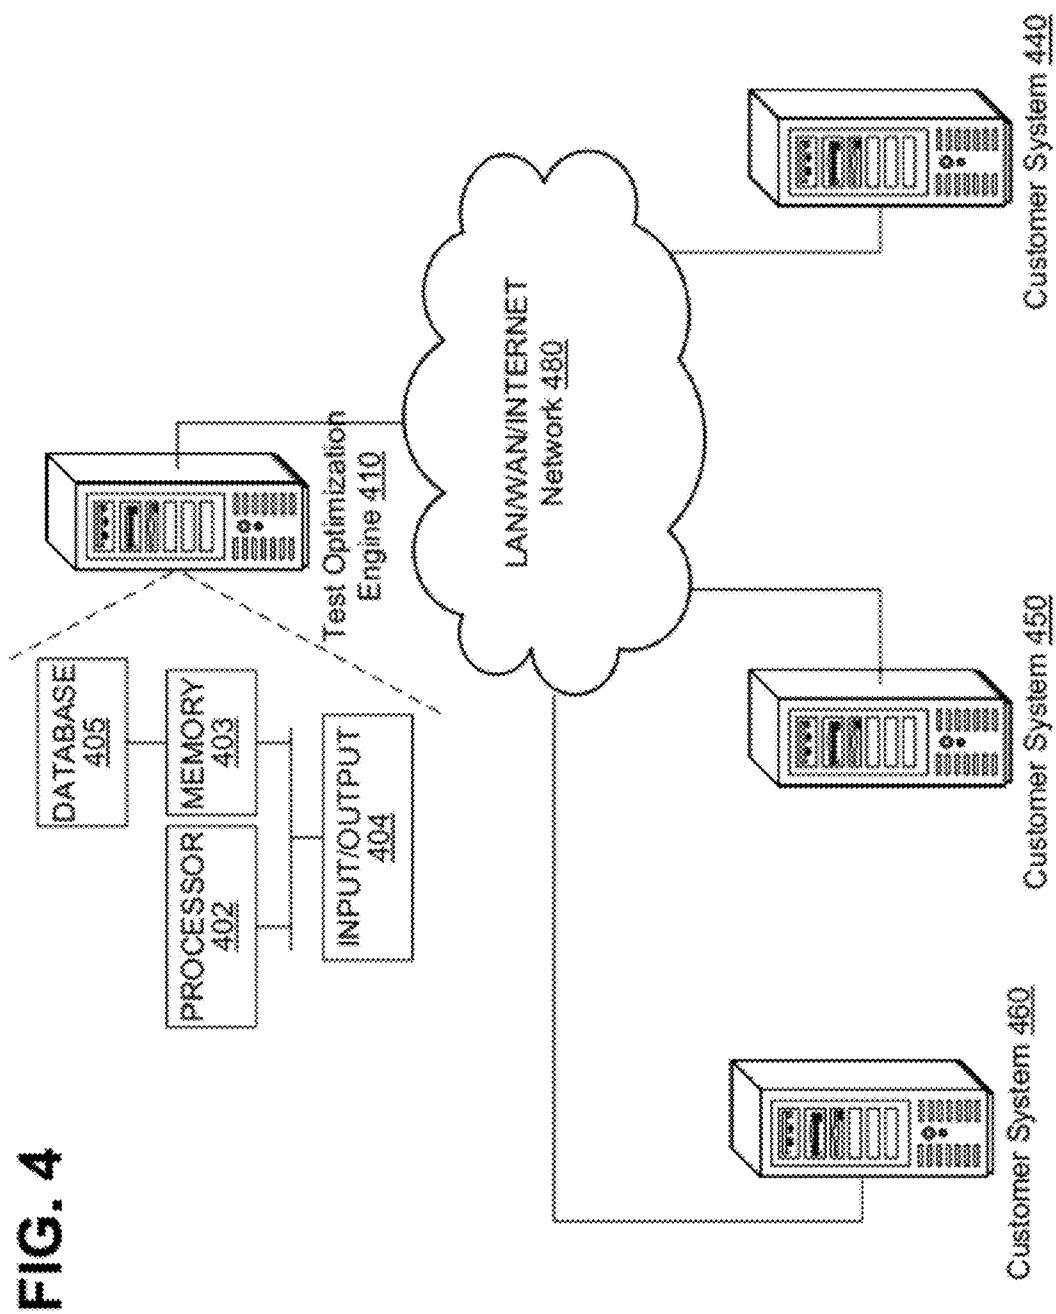 FIG. 4
PROCESSOR
402
DATABASE
405
MEMORY
403
INPUT/OUTPUT
404
Test Optimization
Engine 410
LAN/WAN/INTERNET
Network 480
Customer System 460
Customer System 450
Customer System 440